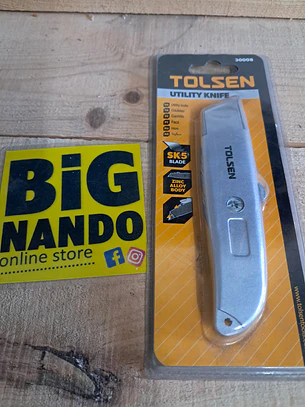 30008
TOLSEN
UTILITY KNIFE
SK5
BLADE
ZINC
ALLOY
BODY
TOLSEN
BiG
NANDO
online store